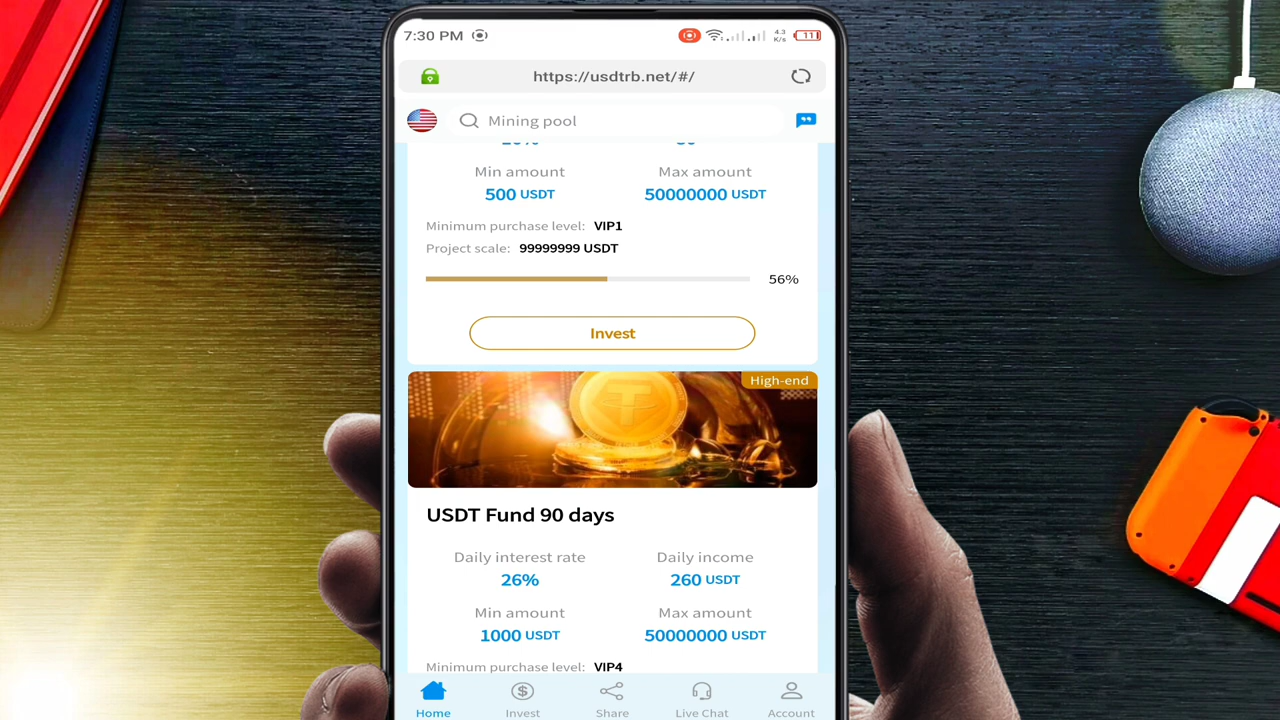 7:30 PM
4.3
K/s
11
https://usdtrb.net/#/
Mining pool
Min amount Max amount
500 USDT 50000000 USDT
Minimum purchase level: VIP1
Project scale: 99999999 USDT
56%
Invest
High-end
USDT Fund 90 days
Daily interest rate Daily income
26% 260 USDT
Min amount Max amount
1000 USDT 50000000 USDT
Minimum purchase level: VIP4
Home Invest Share Live Chat Account